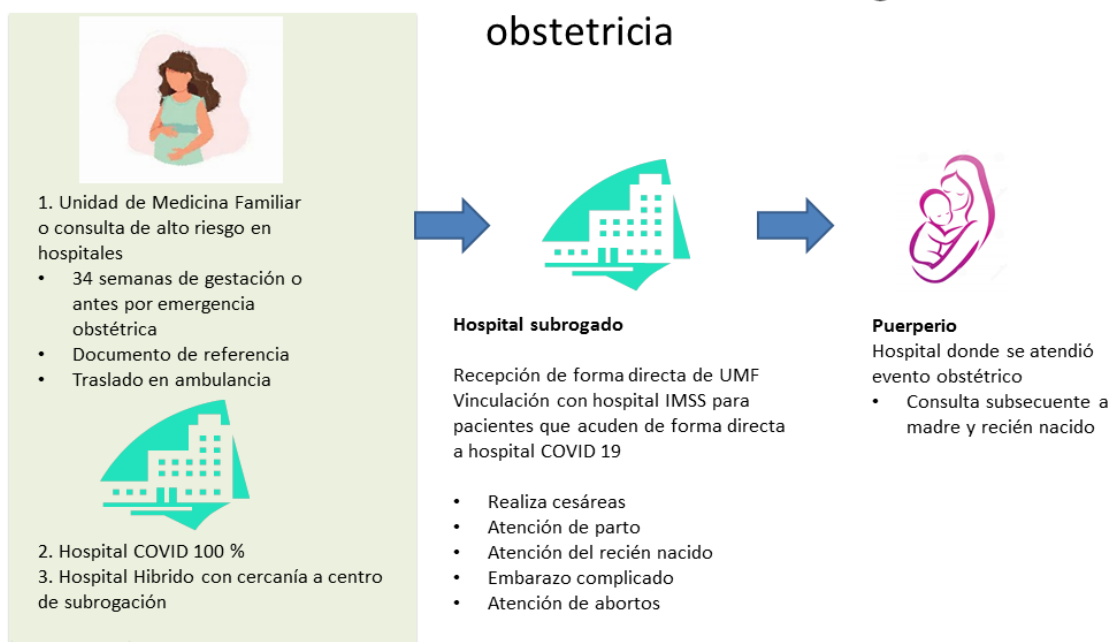 obstetricia
1. Unidad de Medicina Familiar
o consulta de alto riesgo en
hospitales
• 34 semanas de gestación o
antes por emergencia
obstétrica
• Documento de referencia
• Traslado en ambulancia
2. Hospital COVID 100 %
3. Hospital Hibrido con cercanía a centro
de subrogación
Hospital subrogado
Recepción de forma directa de UMF
Vinculación con hospital IMSS para
pacientes que acuden de forma directa
a hospital COVID 19
• Realiza cesáreas
• Atención de parto
• Atención del recién nacido
• Embarazo complicado
• Atención de abortos
Puerperio
Hospital donde se atendió
evento obstétrico
• Consulta subsecuente a
madre y recién nacido